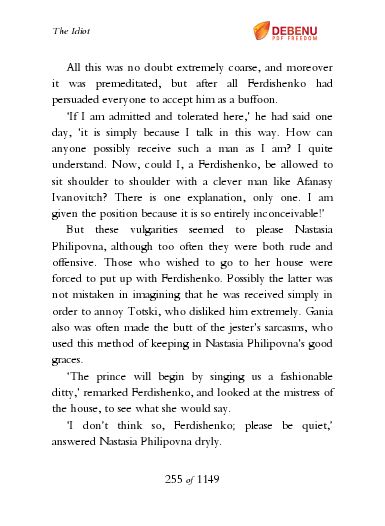 The Idiot
DEBENU
PDF FREEDOM
All this was no doubt extremely coarse, and moreover
it was premeditated, but after all Ferdishenko had
persuaded everyone to accept him as a buffoon.
'If I am admitted and tolerated here,' he had said one
day, 'it is simply because I talk in this way. How can
anyone possibly receive such a man as I am? I quite
understand. Now, could I, a Ferdishenko, be allowed to
sit shoulder to shoulder with a clever man like Afanasy
Ivanovitch? There is one explanation, only one. I am
given the position because it is so entirely inconceivable!'
But these vulgarities seemed to please Nastasia
Philipovna, although too often they were both rude and
offensive. Those who wished to go to her house were
forced to put up with Ferdishenko. Possibly the latter was
not mistaken in imagining that he was received simply in
order to annoy Totski, who disliked him extremely. Gania
also was often made the butt of the jester's sarcasms, who
used this method of keeping in Nastasia Philipovna's good
graces.
'The prince will begin by singing us a fashionable
ditty,' remarked Ferdishenko, and looked at the mistress of
the house, to see what she would say.
'I don't think so, Ferdishenko; please be quiet,'
answered Nastasia Philipovna dryly.
255 of 1149